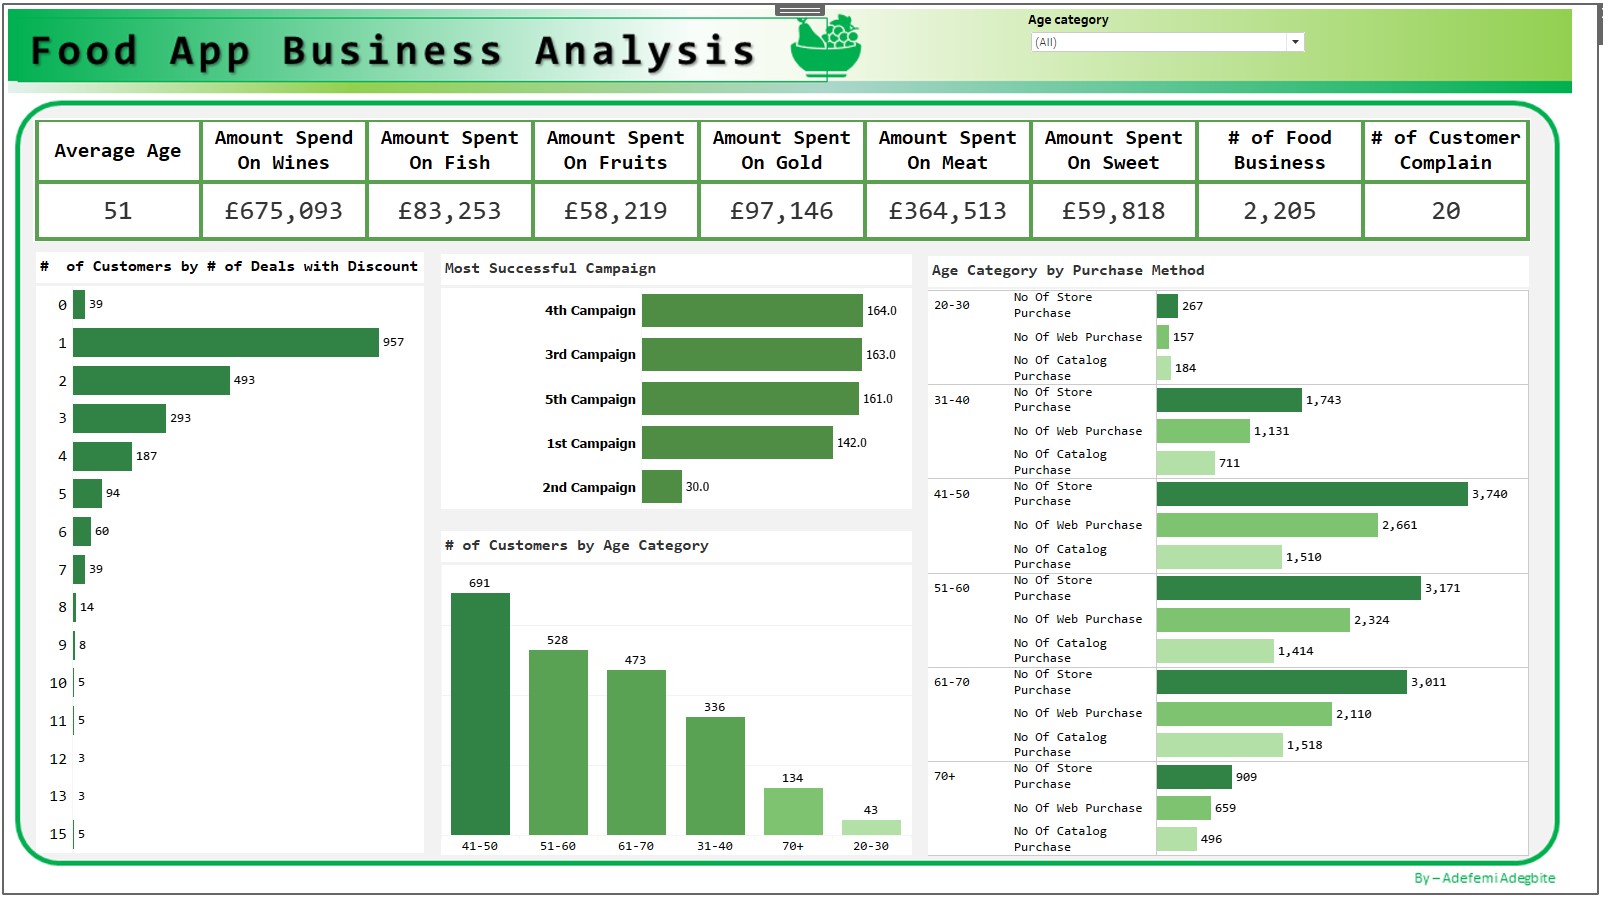 Food App Business Analysis
Age category
(All)
Average Age
Amount Spend On Wines
Amount Spent On Fish
Amount Spent On Fruits
Amount Spent On Gold
Amount Spent On Meat
Amount Spent On Sweet
# of Food Business
# of Customer Complain
51
£675,093
£83,253
£58,219
£97,146
£364,513
£59,818
2,205
20
# of Customers by # of Deals with Discount
0 39
1 957
2 493
3 293
4 187
5 94
6 60
7 39
8 14
9 8
10 5
11 5
12 3
13 3
15 5
Most Successful Campaign
4th Campaign 164.0
3rd Campaign 163.0
5th Campaign 161.0
1st Campaign 142.0
2nd Campaign 30.0
# of Customers by Age Category
691
528
473
336
134
43
41-50
51-60
61-70
31-40
70+
20-30
Age Category by Purchase Method
20-30
No Of Store
Purchase
267
No Of Web Purchase 157
No Of Catalog
Purchase
184
31-40
No Of Store
Purchase
1,743
No Of Web Purchase 1,131
No Of Catalog
Purchase
711
41-50
No Of Store
Purchase
3,740
No Of Web Purchase 2,661
No Of Catalog
Purchase
1,510
51-60
No Of Store
Purchase
3,171
No Of Web Purchase 2,324
No Of Catalog
Purchase
1,414
61-70
No Of Store
Purchase
3,011
No Of Web Purchase 2,110
No Of Catalog
Purchase
1,518
70+
No Of Store
Purchase
909
No Of Web Purchase 659
No Of Catalog
Purchase
496
By – Adefemi Adegbite